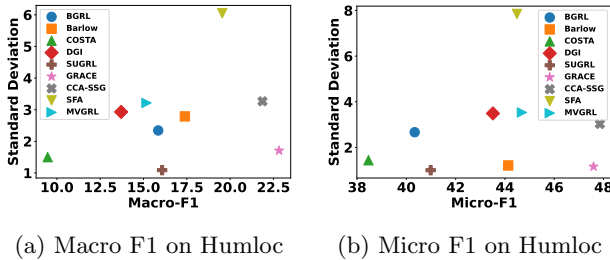 6
5
4
3
2
1
Standard Deviation
BGRL
Barlow
COSTA
DGI
SUGRL
GRACE
CCA-SSG
SFA
MVGRL
10.0 12.5 15.0 17.5 20.0 22.5
Macro-F1
(a) Macro F1 on Humloc
8
6
4
2
Standard Deviation
BGRL
Barlow
COSTA
DGI
SUGRL
GRACE
CCA-SSG
SFA
MVGRL
38 40 42 44 46 48
Micro-F1
(b) Micro F1 on Humloc